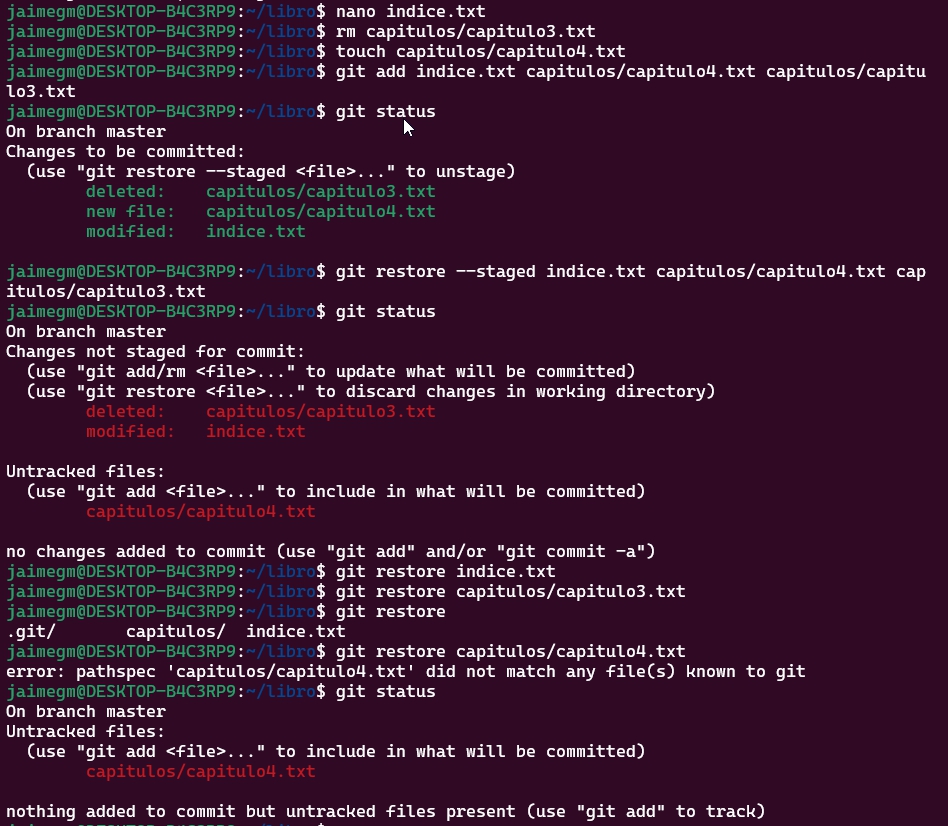 jaimegm@DESKTOP-B4C3RP9:~/libro$ nano indice.txt
jaimegm@DESKTOP-B4C3RP9:~/libro$ rm capitulos/capitulo3.txt
jaimegm@DESKTOP-B4C3RP9:~/libro$ touch capitulos/capitulo4.txt
jaimegm@DESKTOP-B4C3RP9:~/libro$ git add indice.txt capitulos/capitulo4.txt capitulos/capitu
lo3.txt
jaimegm@DESKTOP-B4C3RP9:~/libro$ git status
On branch master
Changes to be committed:
  (use "git restore --staged <file>..." to unstage)
        deleted:    capitulos/capitulo3.txt
        new file:   capitulos/capitulo4.txt
        modified:   indice.txt

jaimegm@DESKTOP-B4C3RP9:~/libro$ git restore --staged indice.txt capitulos/capitulo4.txt cap
itulos/capitulo3.txt
jaimegm@DESKTOP-B4C3RP9:~/libro$ git status
On branch master
Changes not staged for commit:
  (use "git add/rm <file>..." to update what will be committed)
  (use "git restore <file>..." to discard changes in working directory)
        deleted:    capitulos/capitulo3.txt
        modified:   indice.txt

Untracked files:
  (use "git add <file>..." to include in what will be committed)
        capitulos/capitulo4.txt

no changes added to commit (use "git add" and/or "git commit -a")
jaimegm@DESKTOP-B4C3RP9:~/libro$ git restore indice.txt
jaimegm@DESKTOP-B4C3RP9:~/libro$ git restore capitulos/capitulo3.txt
jaimegm@DESKTOP-B4C3RP9:~/libro$ git restore
.git/       capitulos/  indice.txt
jaimegm@DESKTOP-B4C3RP9:~/libro$ git restore capitulos/capitulo4.txt
error: pathspec 'capitulos/capitulo4.txt' did not match any file(s) known to git
jaimegm@DESKTOP-B4C3RP9:~/libro$ git status
On branch master
Untracked files:
  (use "git add <file>..." to include in what will be committed)
        capitulos/capitulo4.txt

nothing added to commit but untracked files present (use "git add" to track)